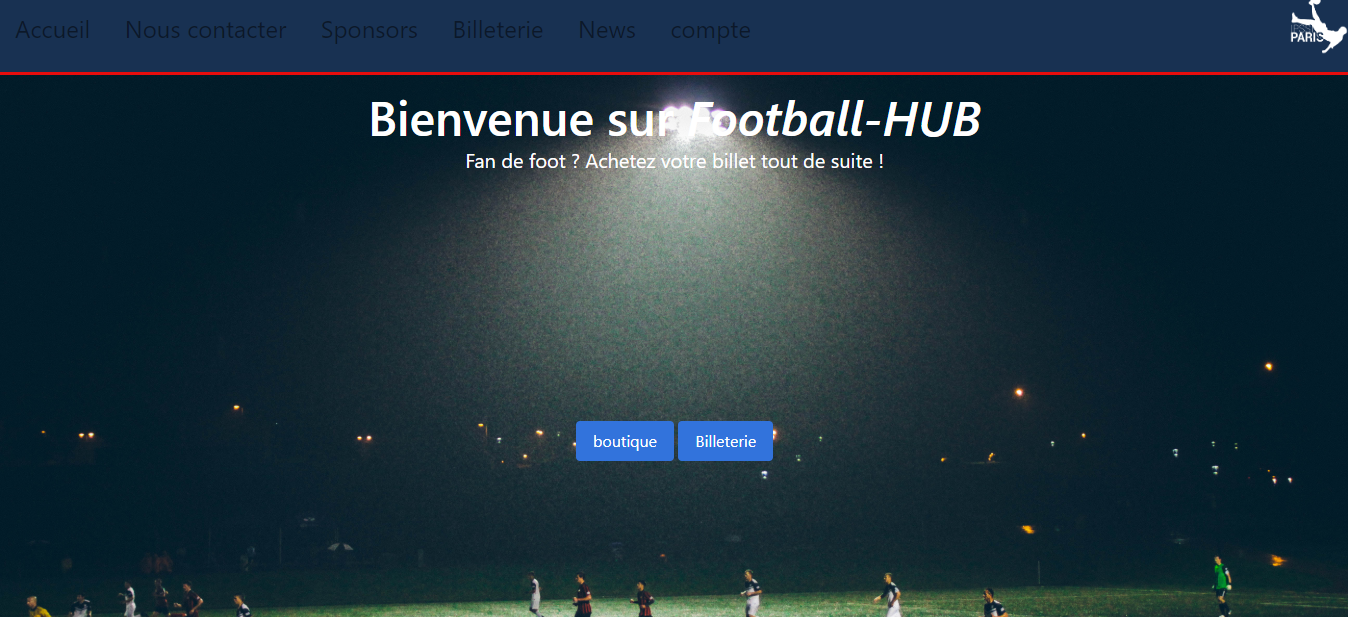 Accueil Nous contacter Sponsors Billeterie News compte
PARIS
Bienvenue sur Football-HUB
Fan de foot ? Achetez votre billet tout de suite !
boutique Billeterie